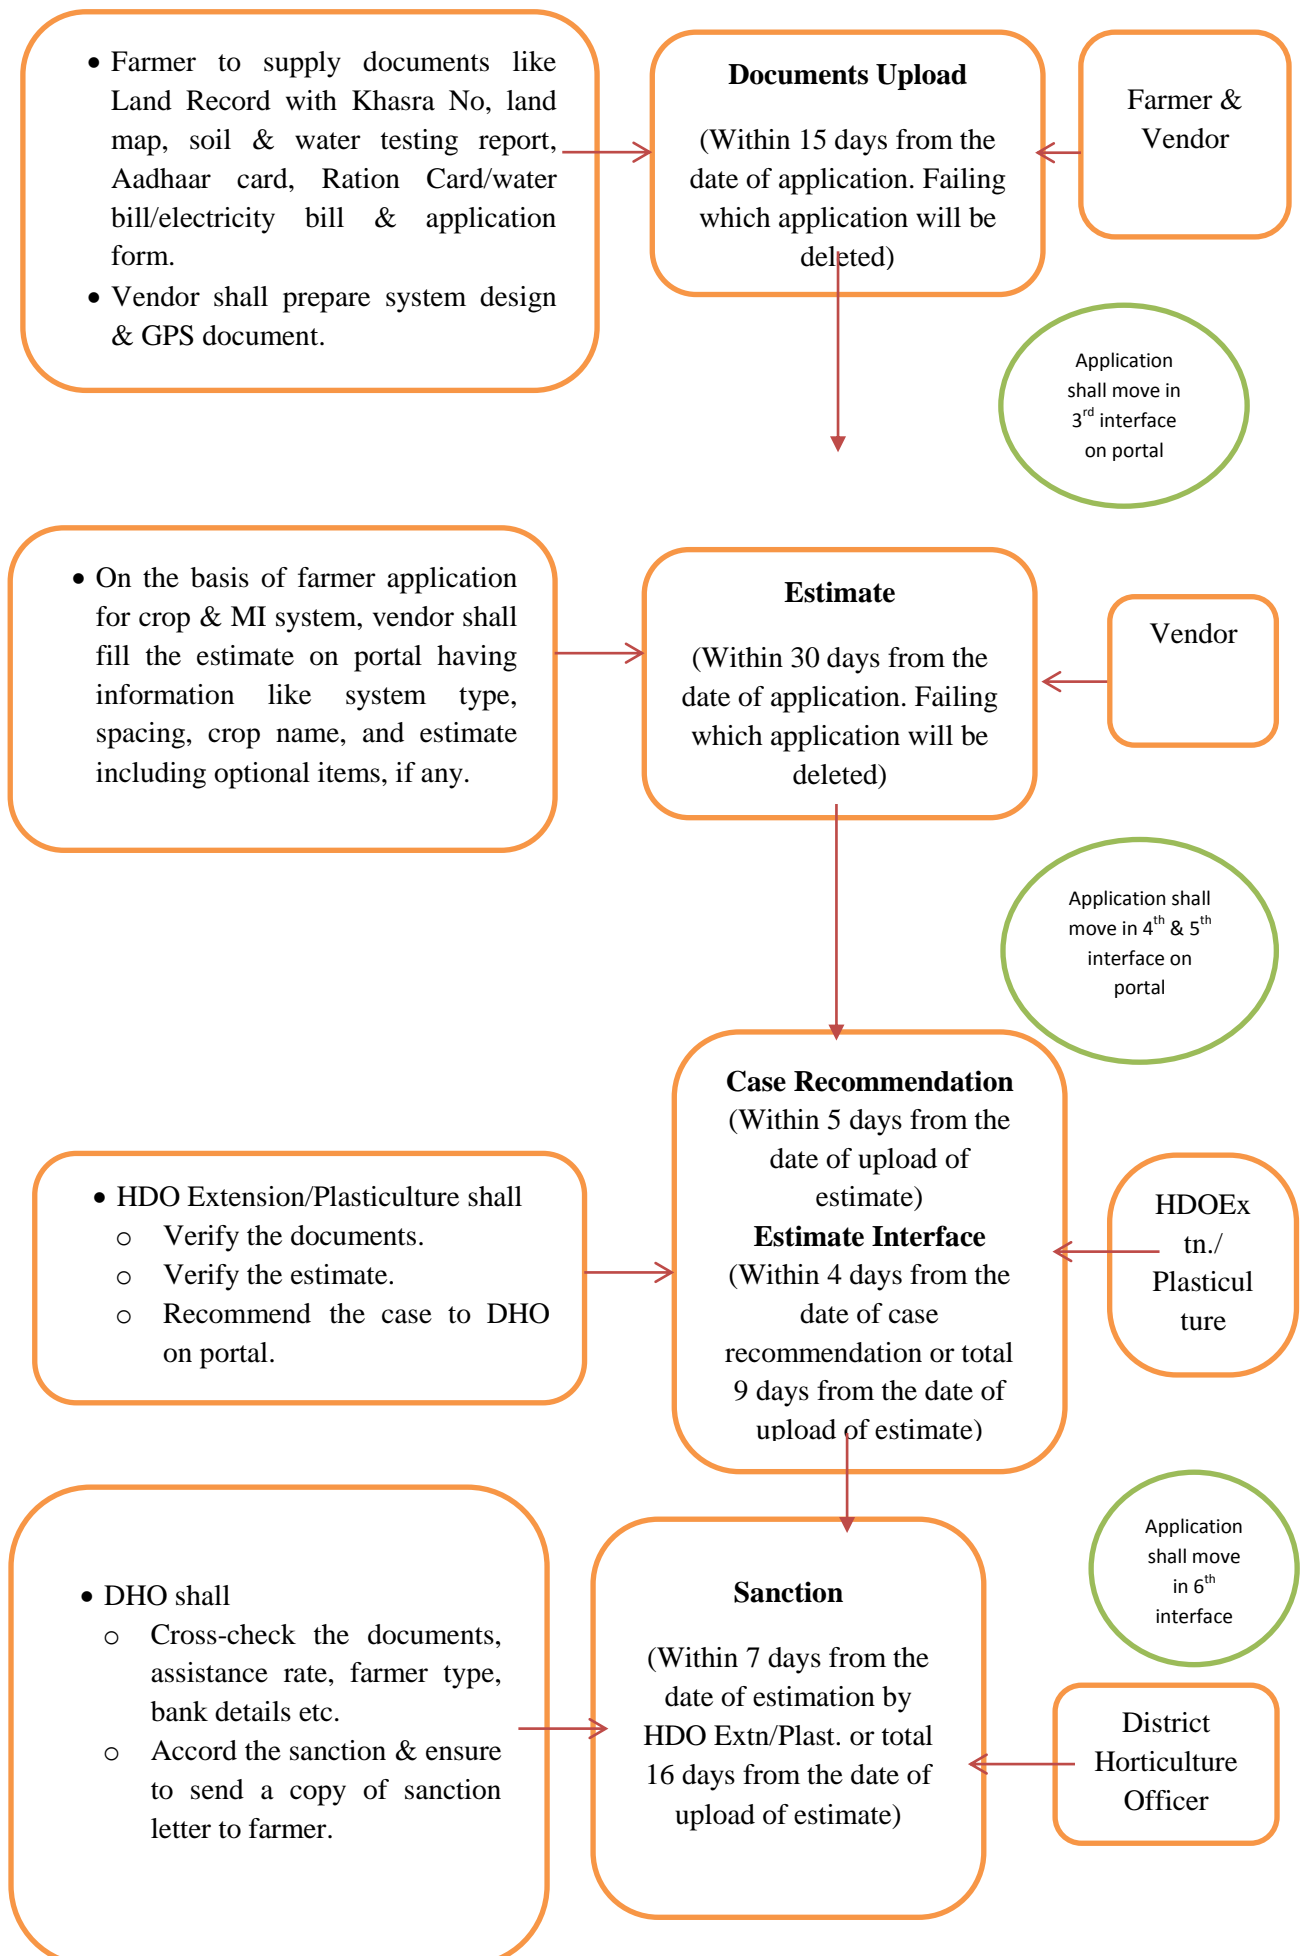 • Farmer to supply documents like
Land Record with Khasra No, land
map, soil & water testing report,
Aadhaar card, Ration Card/water
bill/electricity bill & application
form.
• Vendor shall prepare system design
& GPS document.
Documents Upload
(Within 15 days from the
date of application. Failing
which application will be
deleted)
Farmer &
Vendor
Application
shall move in
3rd interface
on portal
• On the basis of farmer application
for crop & MI system, vendor shall
fill the estimate on portal having
information like system type,
spacing, crop name, and estimate
including optional items, if any.
Estimate
(Within 30 days from the
date of application. Failing
which application will be
deleted)
Vendor
Application shall
move in 4th & 5th
interface on
portal
• HDO Extension/Plasticulture shall
o Verify the documents.
o Verify the estimate.
o Recommend the case to DHO
on portal.
Case Recommendation
(Within 5 days from the
date of upload of
estimate)
Estimate Interface
(Within 4 days from the
date of case
recommendation or total
9 days from the date of
upload of estimate)
HDOEx
tn./
Plasticul
ture
Application
shall move
in 6th
interface
• DHO shall
o Cross-check the documents,
assistance rate, farmer type,
bank details etc.
o Accord the sanction & ensure
to send a copy of sanction
letter to farmer.
Sanction
(Within 7 days from the
date of estimation by
HDO Extn/Plast. or total
16 days from the date of
upload of estimate)
District
Horticulture
Officer